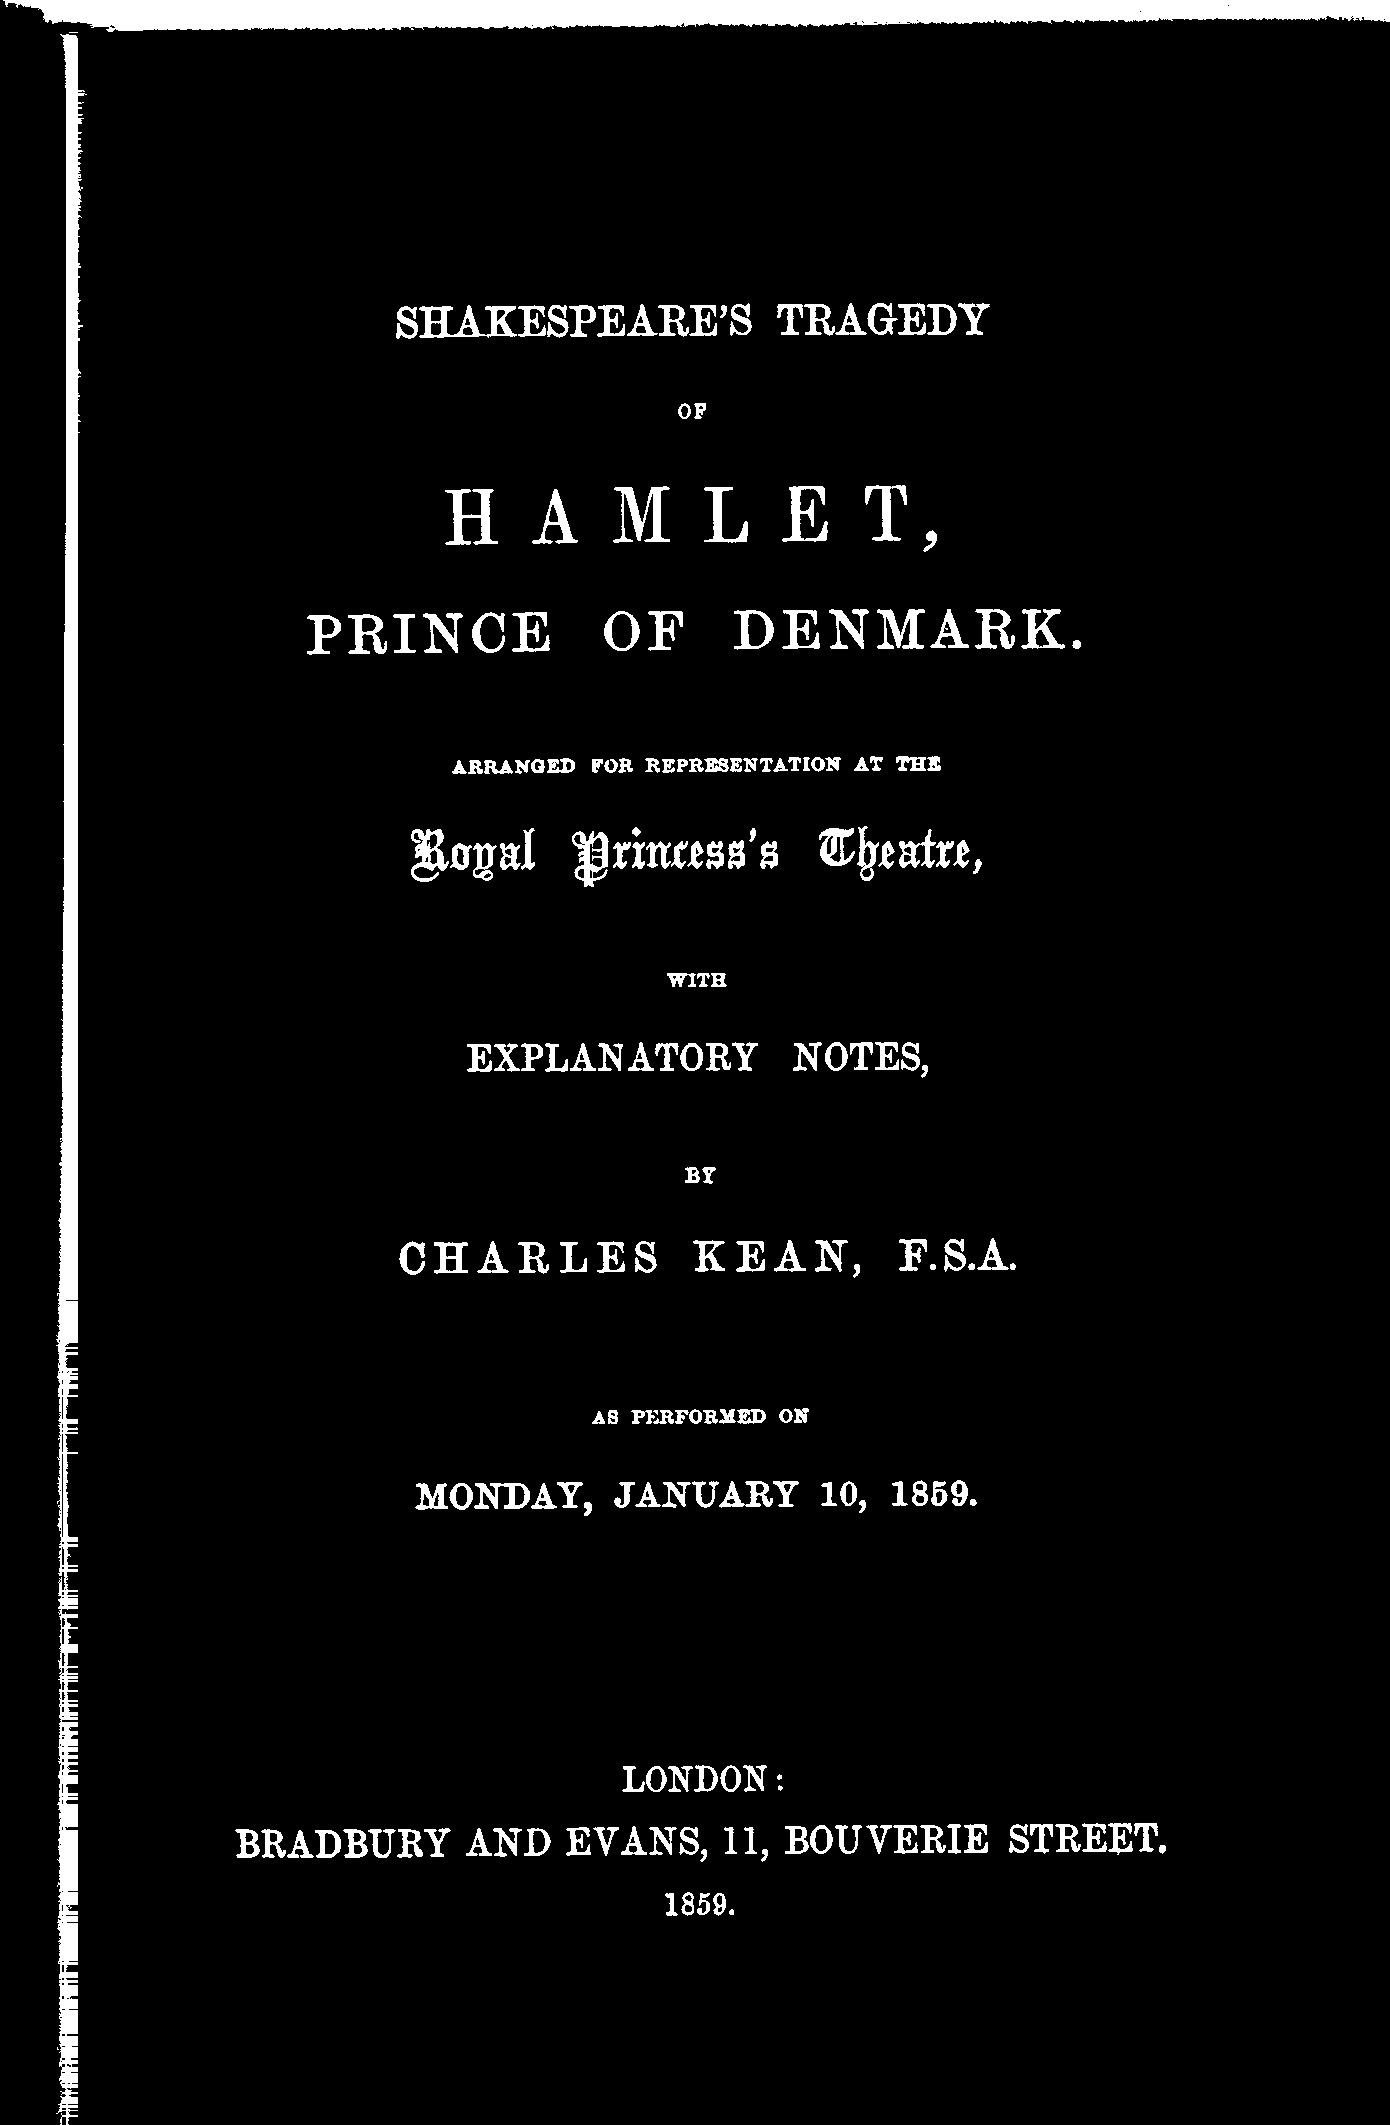 SHAKESPEARE'S TRAGEDY
OF
HAMLET,
PRINCE OF DENMARK.
ARRANGED FOR REPRESENTATION AT THE
Royal Princess's Theatre,
WITH
EXPLANATORY NOTES,
BY
CHARLES KEAN, F.S.A.
AS PERFORMED ON
MONDAY, JANUARY 10, 1859.
LONDON:
BRADBURY AND EVANS, 11, BOUVERIE STREET.
1859.